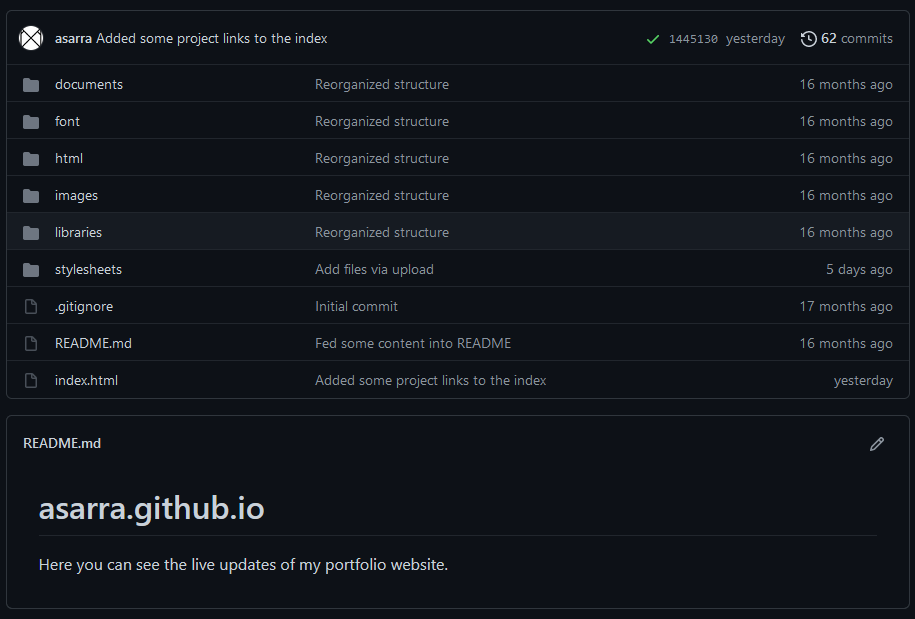 asarra Added some project links to the index 1445130 yesterday 62 commits
documents Reorganized structure 16 months ago
font Reorganized structure 16 months ago
html Reorganized structure 16 months ago
images Reorganized structure 16 months ago
libraries Reorganized structure 16 months ago
stylesheets Add files via upload 5 days ago
.gitignore Initial commit 17 months ago
README.md Fed some content into README 16 months ago
index.html Added some project links to the index yesterday
README.md
asarra.github.io
Here you can see the live updates of my portfolio website.